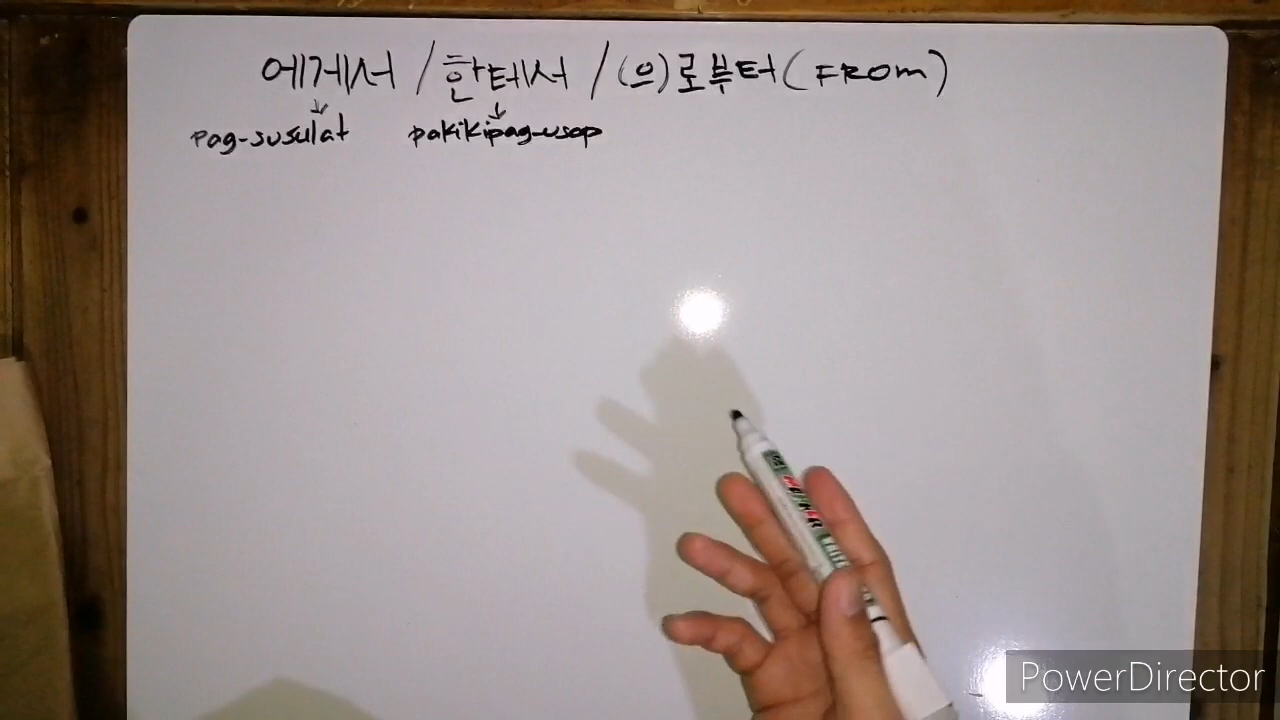 에게서 / 한테서 / (으)로부터 (FROM)
pag-susulat pakikipag-usap
PowerDirector